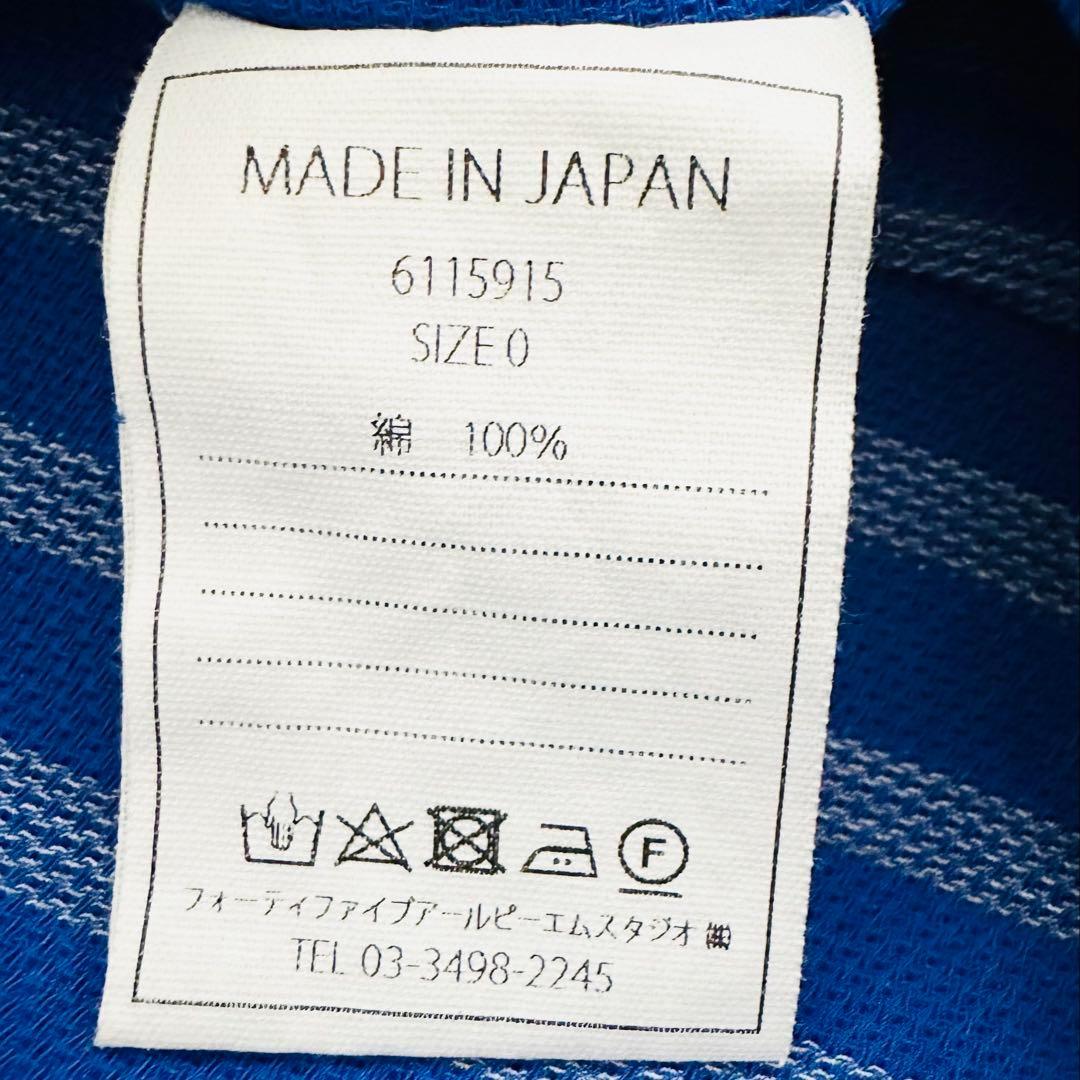 MADE IN JAPAN
6115915
SIZE 0
綿 100%
F
フォーティファイブアールピーエムスタジオ ㈱
TEL 03-3498-2245